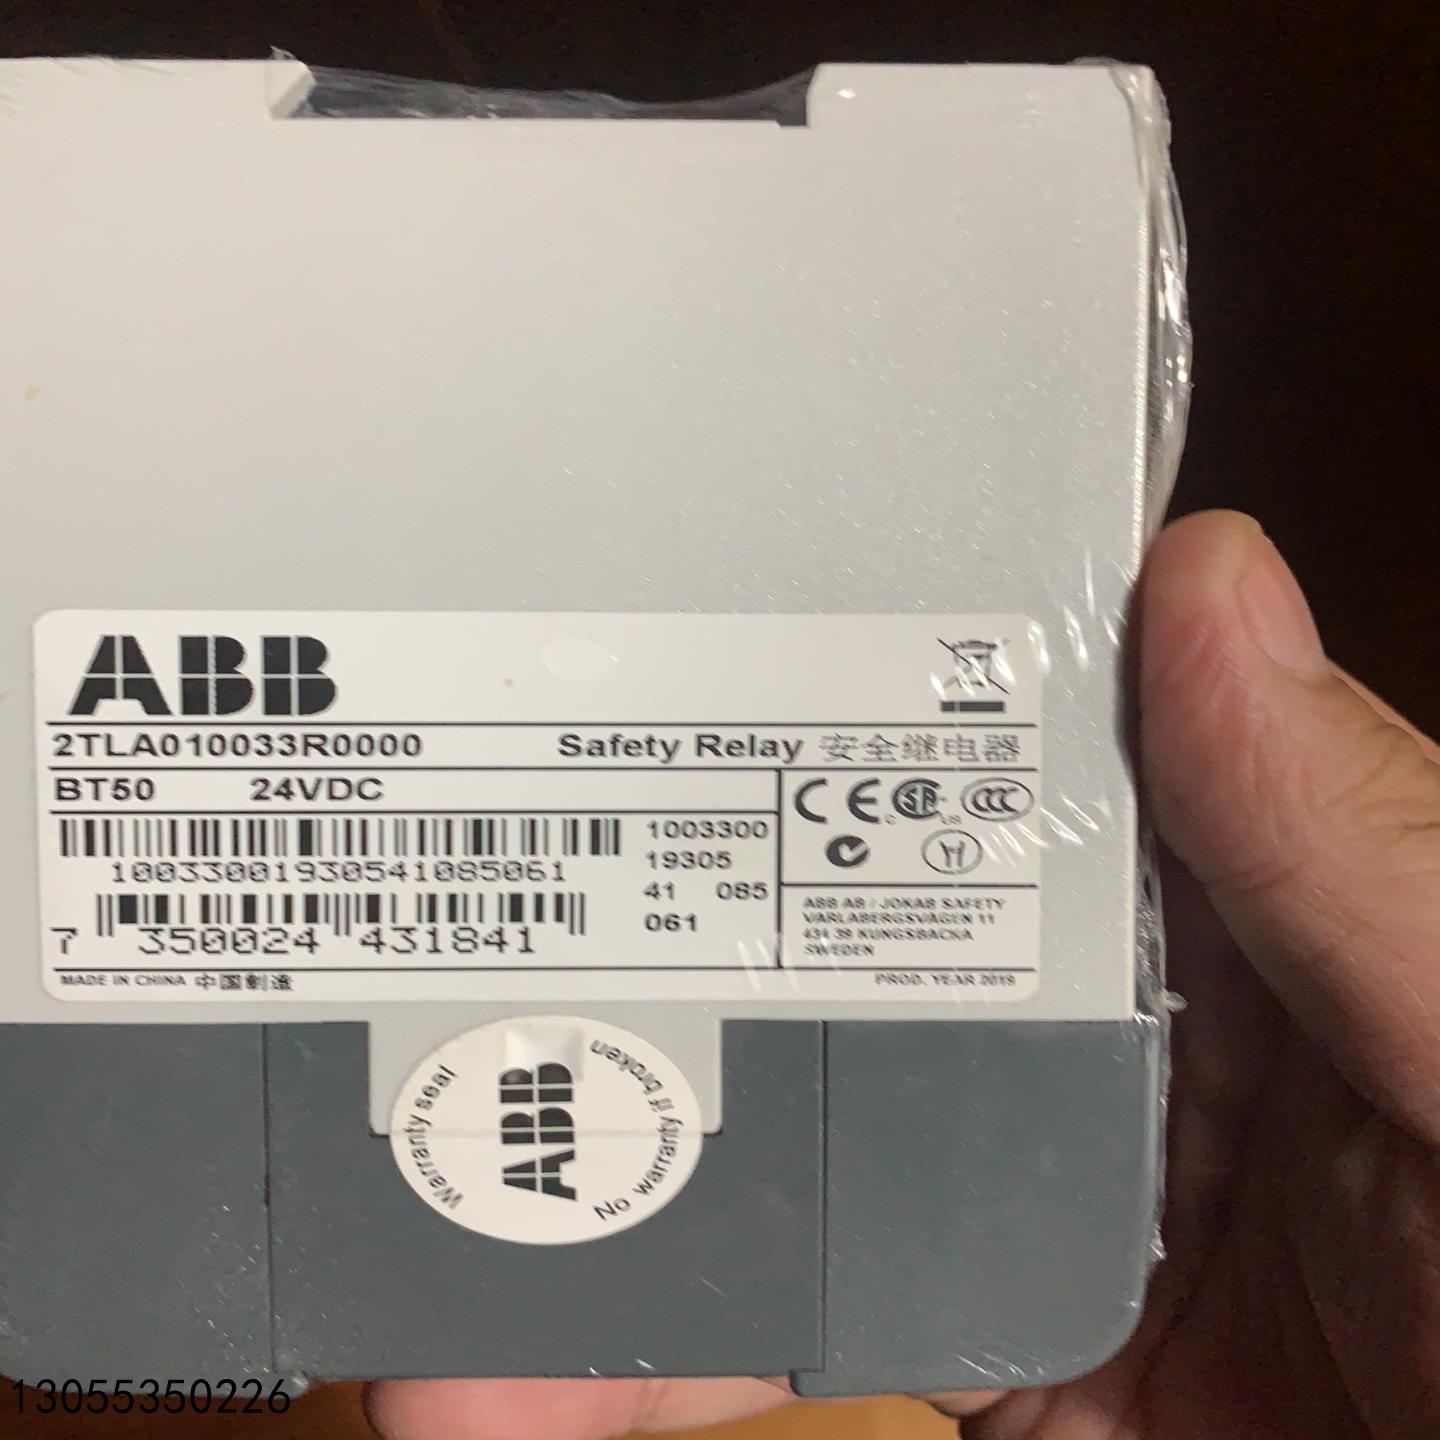 ABB
2TLA010033R0000 Safety Relay 安全继电器
BT50 24VDC
1003300
19305
41 085
061
10033001930541085061
7 350024 431841
ABB AB / JOKAB SAFETY
VARLABERGSVAGEN 11
434 39 KUNGSBACKA
SWEDEN
MADE IN CHINA 中国制造
PROD. YEAR 2019
Warranty seal
ABB
No warranty if broken
13055350226